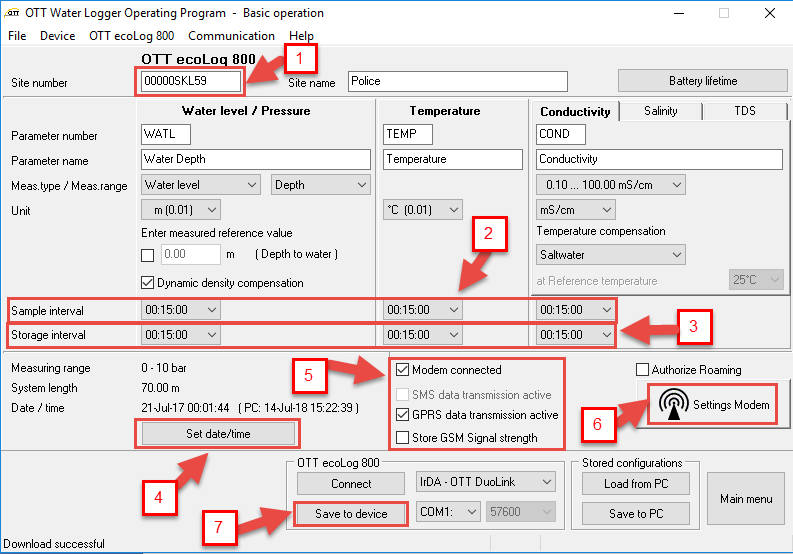 OTT Water Logger Operating Program  -  Basic operation
File Device OTT ecoLog 800 Communication Help
OTT ecoLog 800
1
Site number 00000SKL59 Site name Police Battery lifetime
Water level / Pressure Temperature Conductivity Salinity TDS
Parameter number WATL TEMP COND
Parameter name Water Depth Temperature Conductivity
Meas.type / Meas.range Water level Depth 0.10 ... 100.00 mS/cm
Unit m (0.01) °C (0.01) mS/cm
Enter measured reference value 2 Temperature compensation
0.00 m ( Depth to water ) Saltwater
Dynamic density compensation at Reference temperature 25°C
Sample interval 00:15:00 00:15:00 00:15:00
Storage interval 00:15:00 00:15:00 00:15:00 3
Measuring range 0 - 10 bar 5 Modem connected Authorize Roaming
System length 70.00 m SMS data transmission active
Date / time 21-Jul-17 00:01:44 ( PC: 14-Jul-18 15:22:39 ) GPRS data transmission active 6 Settings Modem
Set date/time Store GSM Signal strength
4
OTT ecoLog 800 Stored configurations
Connect IrDA - OTT DuoLink Load from PC
7 Save to device COM1: 57600 Save to PC Main menu
Download successful